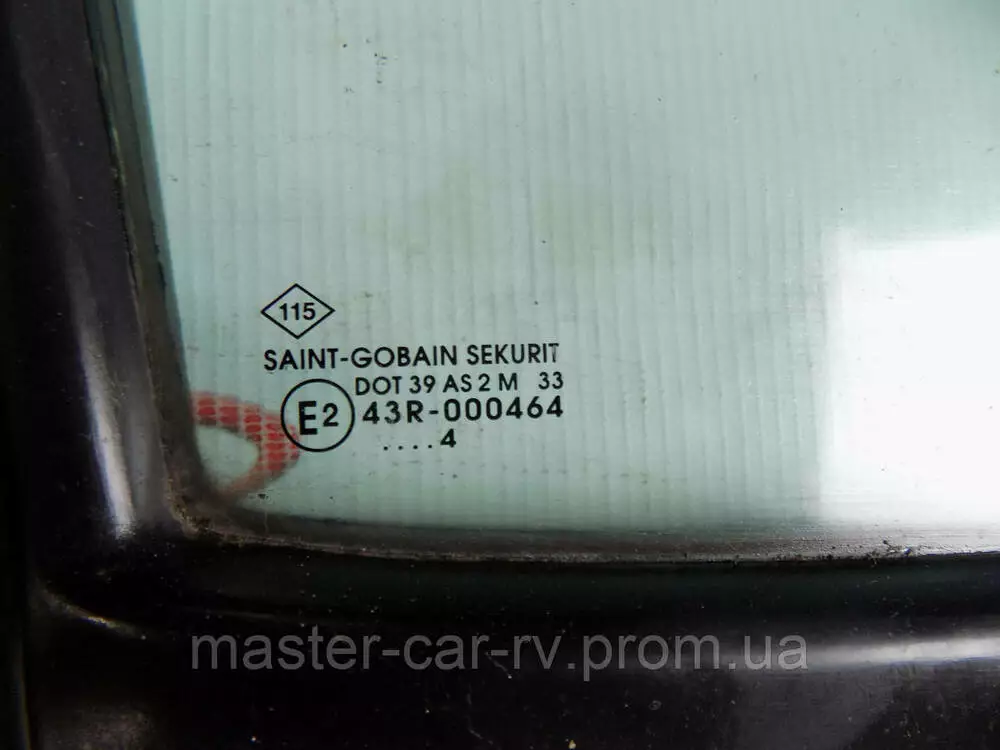 115
SAINT-GOBAIN SEKURIT
DOT 39 AS 2 M 33
E2 43R-000464
....4
master-car-rv.prom.ua